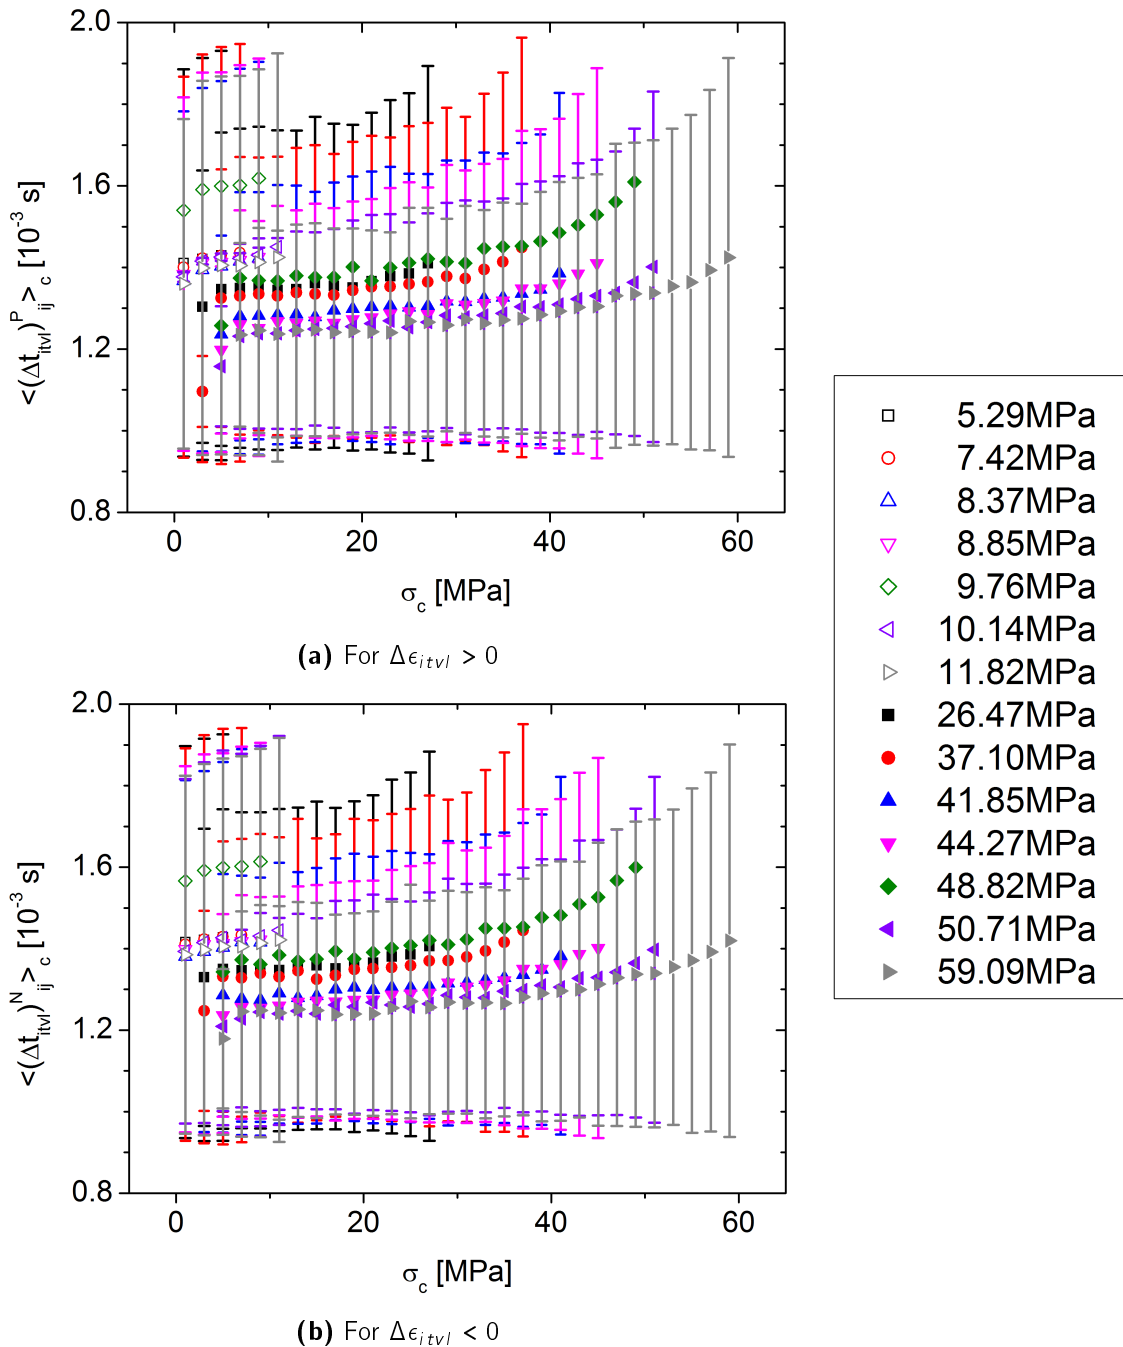 2.0
1.6
1.2
0.8
<(Δt_itvl)^P_ij>_c [10^-3 s]
0 20 40 60
σ_c [MPa]
(a) For Δϵ_itvl > 0
5.29MPa
7.42MPa
8.37MPa
8.85MPa
9.76MPa
10.14MPa
11.82MPa
26.47MPa
37.10MPa
41.85MPa
44.27MPa
48.82MPa
50.71MPa
59.09MPa
2.0
1.6
1.2
0.8
<(Δt_itvl)^N_ij>_c [10^-3 s]
0 20 40 60
σ_c [MPa]
(b) For Δϵ_itvl < 0